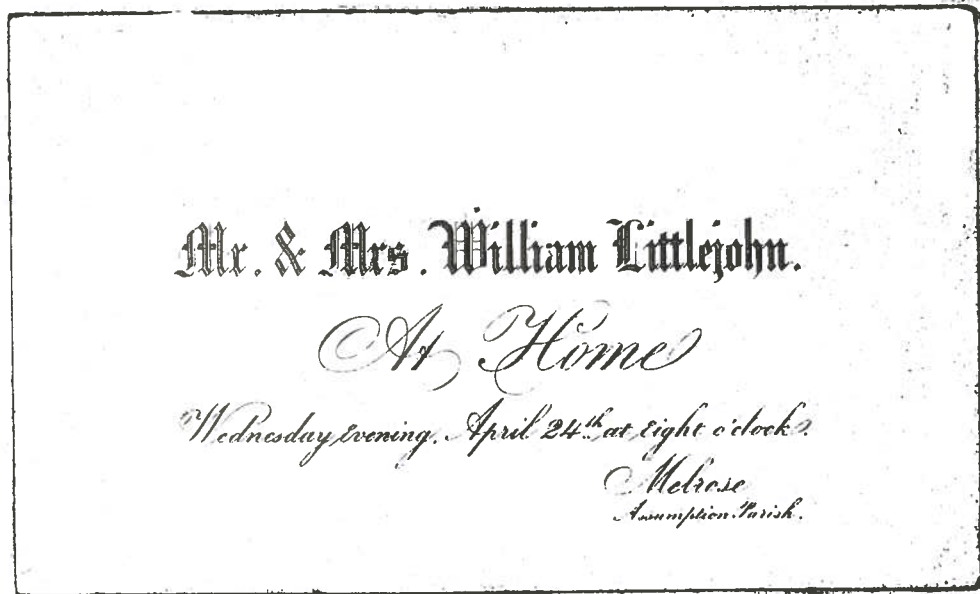 Mr. & Mrs. William Littlejohn.
At Home
Wednesday Evening, April 24th at eight o'clock.
Melrose
Assumption Parish.